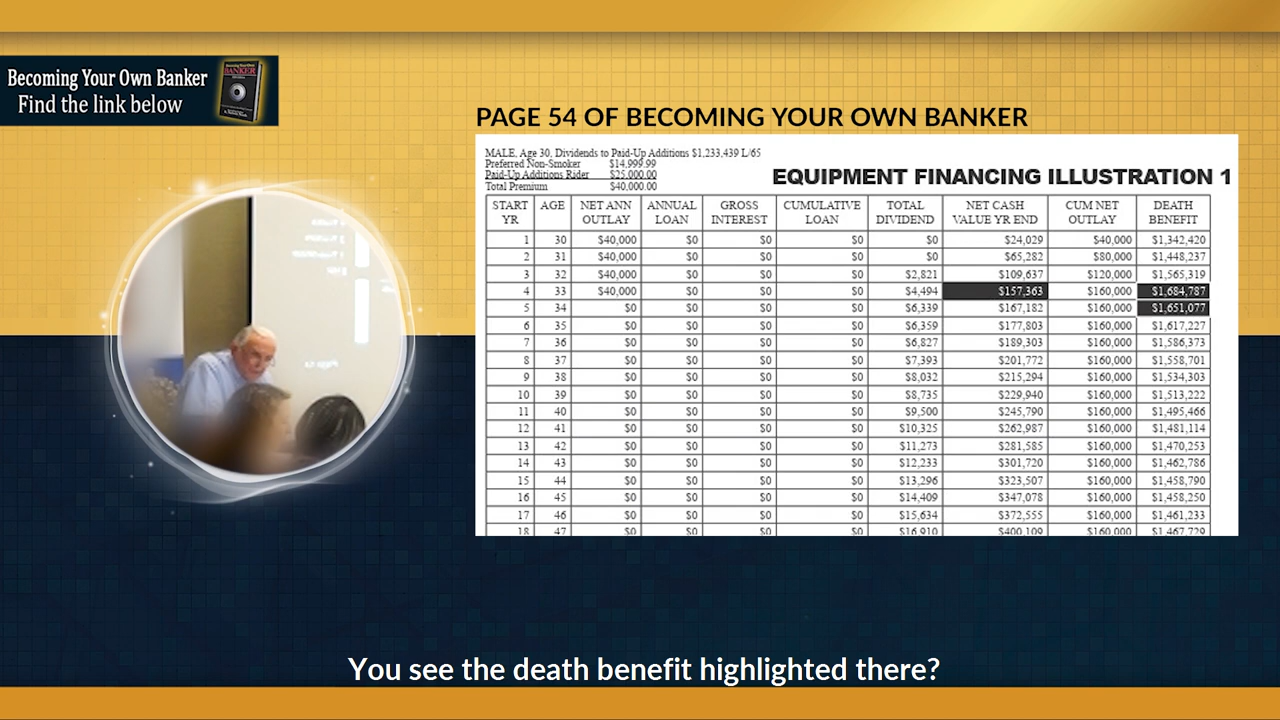 Becoming Your Own Banker
Find the link below
PAGE 54 OF BECOMING YOUR OWN BANKER
MALE, Age 30, Dividends to Paid-Up Additions $1,233,439 L/65
Preferred Non-Smoker $14,999.99
Paid-Up Additions Rider $25,000.00
Total Premium $40,000.00
EQUIPMENT FINANCING ILLUSTRATION 1
START YR AGE NET ANN OUTLAY ANNUAL LOAN GROSS INTEREST CUMULATIVE LOAN TOTAL DIVIDEND NET CASH VALUE YR END CUM NET OUTLAY DEATH BENEFIT
1 30 $40,000 $0 $0 $0 $0 $24,029 $40,000 $1,342,420
2 31 $40,000 $0 $0 $0 $0 $65,282 $80,000 $1,448,237
3 32 $40,000 $0 $0 $0 $2,821 $109,637 $120,000 $1,565,319
4 33 $40,000 $0 $0 $0 $4,494 $157,363 $160,000 $1,684,787
5 34 $0 $0 $0 $0 $6,339 $167,182 $160,000 $1,651,077
6 35 $0 $0 $0 $0 $6,359 $177,803 $160,000 $1,617,227
7 36 $0 $0 $0 $0 $6,827 $189,303 $160,000 $1,586,373
8 37 $0 $0 $0 $0 $7,393 $201,772 $160,000 $1,558,701
9 38 $0 $0 $0 $0 $8,032 $215,294 $160,000 $1,534,303
10 39 $0 $0 $0 $0 $8,735 $229,940 $160,000 $1,513,222
11 40 $0 $0 $0 $0 $9,500 $245,790 $160,000 $1,495,466
12 41 $0 $0 $0 $0 $10,325 $262,987 $160,000 $1,481,114
13 42 $0 $0 $0 $0 $11,273 $281,585 $160,000 $1,470,253
14 43 $0 $0 $0 $0 $12,233 $301,720 $160,000 $1,462,786
15 44 $0 $0 $0 $0 $13,296 $323,507 $160,000 $1,458,790
16 45 $0 $0 $0 $0 $14,409 $347,078 $160,000 $1,458,250
17 46 $0 $0 $0 $0 $15,634 $372,555 $160,000 $1,461,233
18 47 $0 $0 $0 $0 $16,910 $400,109 $160,000 $1,467,729
You see the death benefit highlighted there?